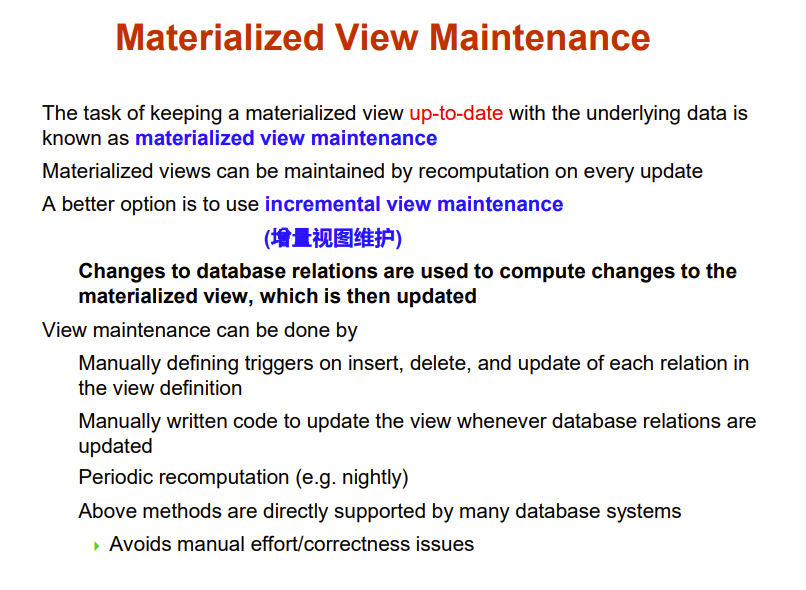 Materialized View Maintenance
The task of keeping a materialized view up-to-date with the underlying data is
known as materialized view maintenance
Materialized views can be maintained by recomputation on every update
A better option is to use incremental view maintenance
(增量视图维护)
Changes to database relations are used to compute changes to the
materialized view, which is then updated
View maintenance can be done by
Manually defining triggers on insert, delete, and update of each relation in
the view definition
Manually written code to update the view whenever database relations are
updated
Periodic recomputation (e.g. nightly)
Above methods are directly supported by many database systems
Avoids manual effort/correctness issues